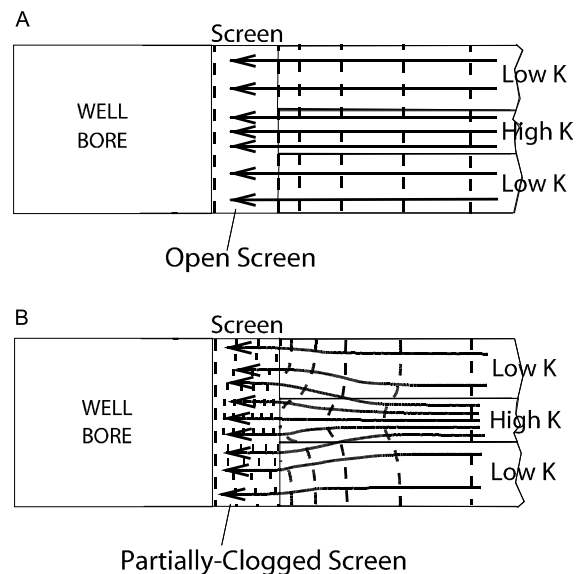 A
Screen
Low K
WELL
BORE
High K
Low K
Open Screen
B
Screen
Low K
WELL
BORE
High K
Low K
Partially-Clogged Screen